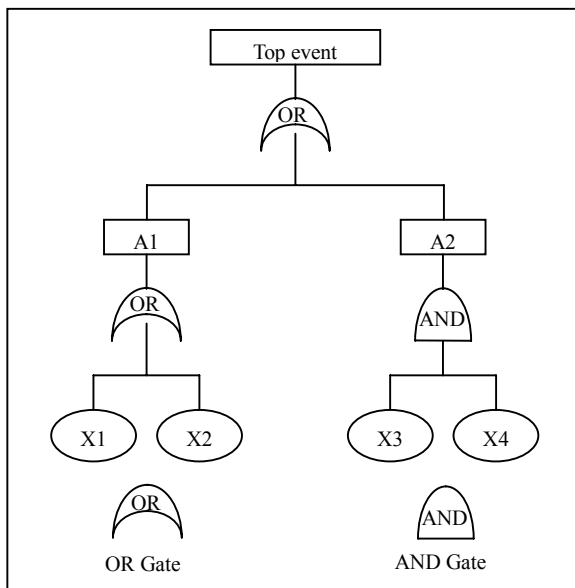 Top event
OR
A1 A2
OR AND
X1 X2 X3 X4
OR AND
OR Gate AND Gate